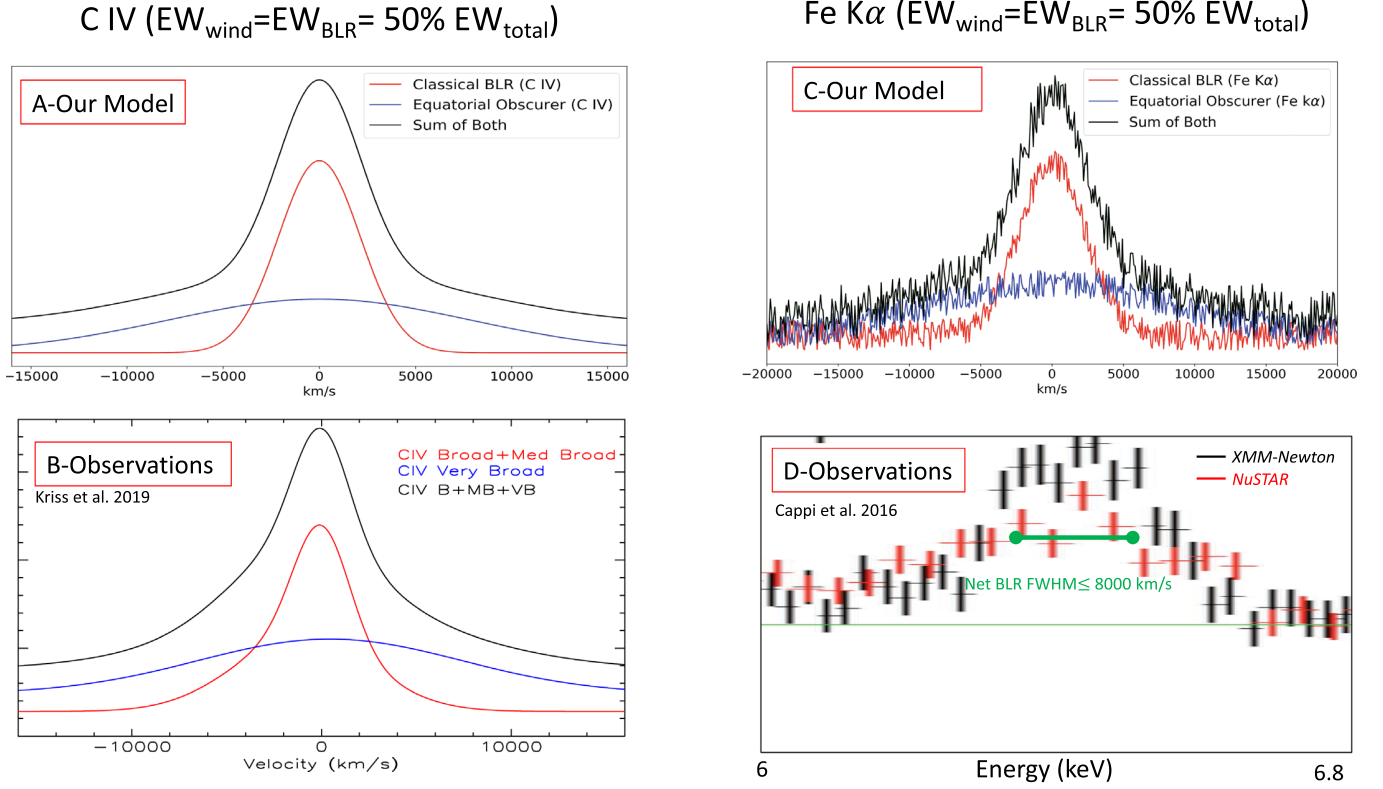 C IV (EWwind=EWBLR= 50% EWtotal)
A-Our Model
Classical BLR (C IV)
Equatorial Obscurer (C IV)
Sum of Both
−15000 −10000 −5000 0 5000 10000 15000
km/s
B-Observations
Kriss et al. 2019
CIV Broad+Med Broad
CIV Very Broad
CIV B+MB+VB
−10000 0 10000
Velocity (km/s)
Fe K𝛼 (EWwind=EWBLR= 50% EWtotal)
C-Our Model
Classical BLR (Fe Kα)
Equatorial Obscurer (Fe kα)
Sum of Both
−20000 −15000 −10000 −5000 0 5000 10000 15000 20000
km/s
D-Observations
Cappi et al. 2016
XMM-Newton
NuSTAR
Net BLR FWHM≤ 8000 km/s
6 6.8
Energy (keV)